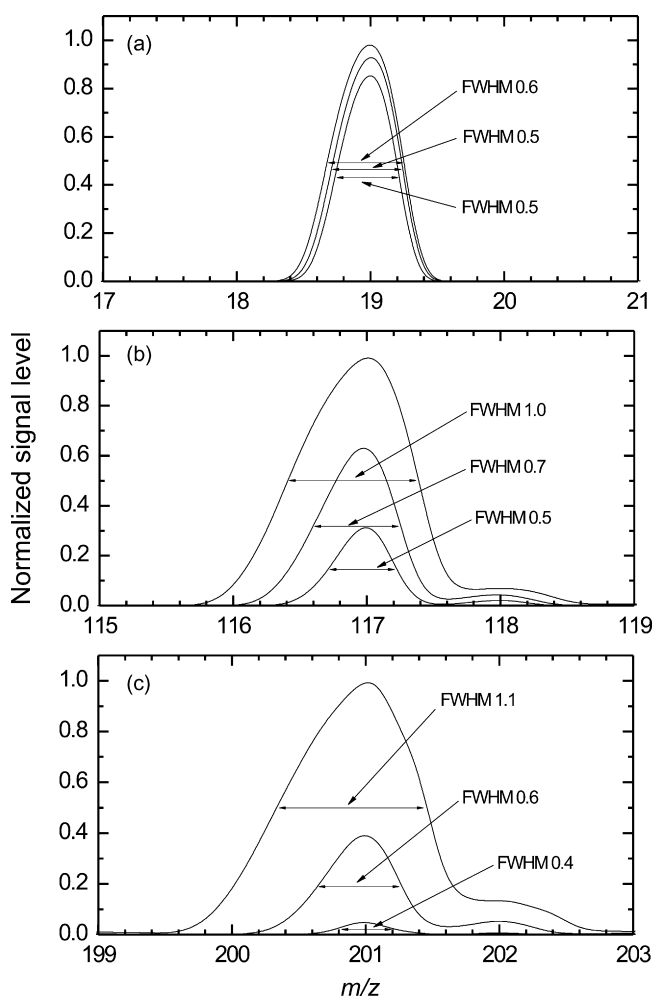 (a)
1.0
0.8
0.6
0.4
0.2
0.0
FWHM 0.6
FWHM 0.5
FWHM 0.5
17 18 19 20 21
Normalized signal level
(b)
1.0
0.8
0.6
0.4
0.2
0.0
FWHM 1.0
FWHM 0.7
FWHM 0.5
115 116 117 118 119
(c)
1.0
0.8
0.6
0.4
0.2
0.0
FWHM 1.1
FWHM 0.6
FWHM 0.4
199 200 201 202 203
m/z